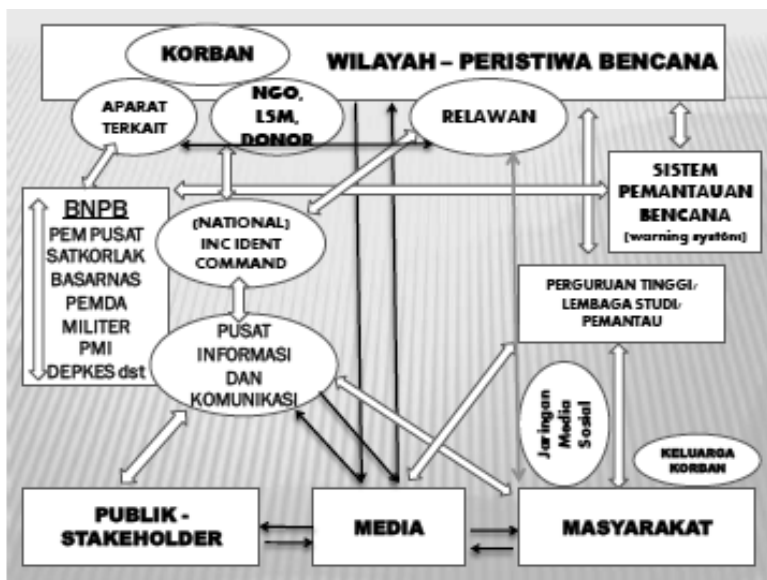 KORBAN
WILAYAH – PERISTIWA BENCANA
APARAT
TERKAIT
NGO,
LSM,
DONOR
RELAWAN
BNPB
PEM PUSAT
SATKORLAK
BASARNAS
PEMDA
MILITER
PMI
DEPKES dst
(NATIONAL)
INC IDENT
COMMAND
SISTEM
PEMANTAUAN
BENCANA
(warning systöms)
PERGURUAN TINGGI/
LEMBAGA STUDI/
PEMANTAU
PUSAT
INFORMASI
DAN
KOMUNIKASI
Jaringan
Media
Sosial
KELUARGA
KORBAN
PUBLIK -
STAKEHOLDER
MEDIA
MASYARAKAT